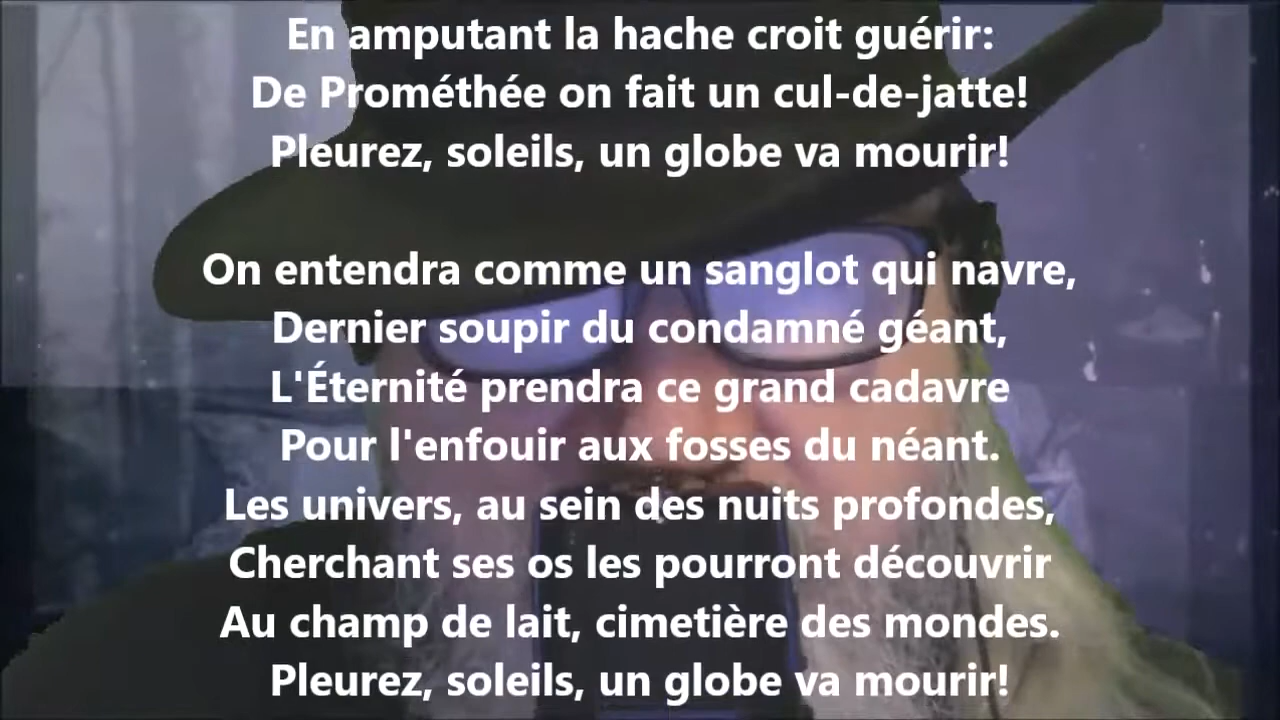 En amputant la hache croit guérir:
De Prométhée on fait un cul-de-jatte!
Pleurez, soleils, un globe va mourir!
On entendra comme un sanglot qui navre,
Dernier soupir du condamné géant,
L'Éternité prendra ce grand cadavre
Pour l'enfouir aux fosses du néant.
Les univers, au sein des nuits profondes,
Cherchant ses os les pourront découvrir
Au champ de lait, cimetière des mondes.
Pleurez, soleils, un globe va mourir!